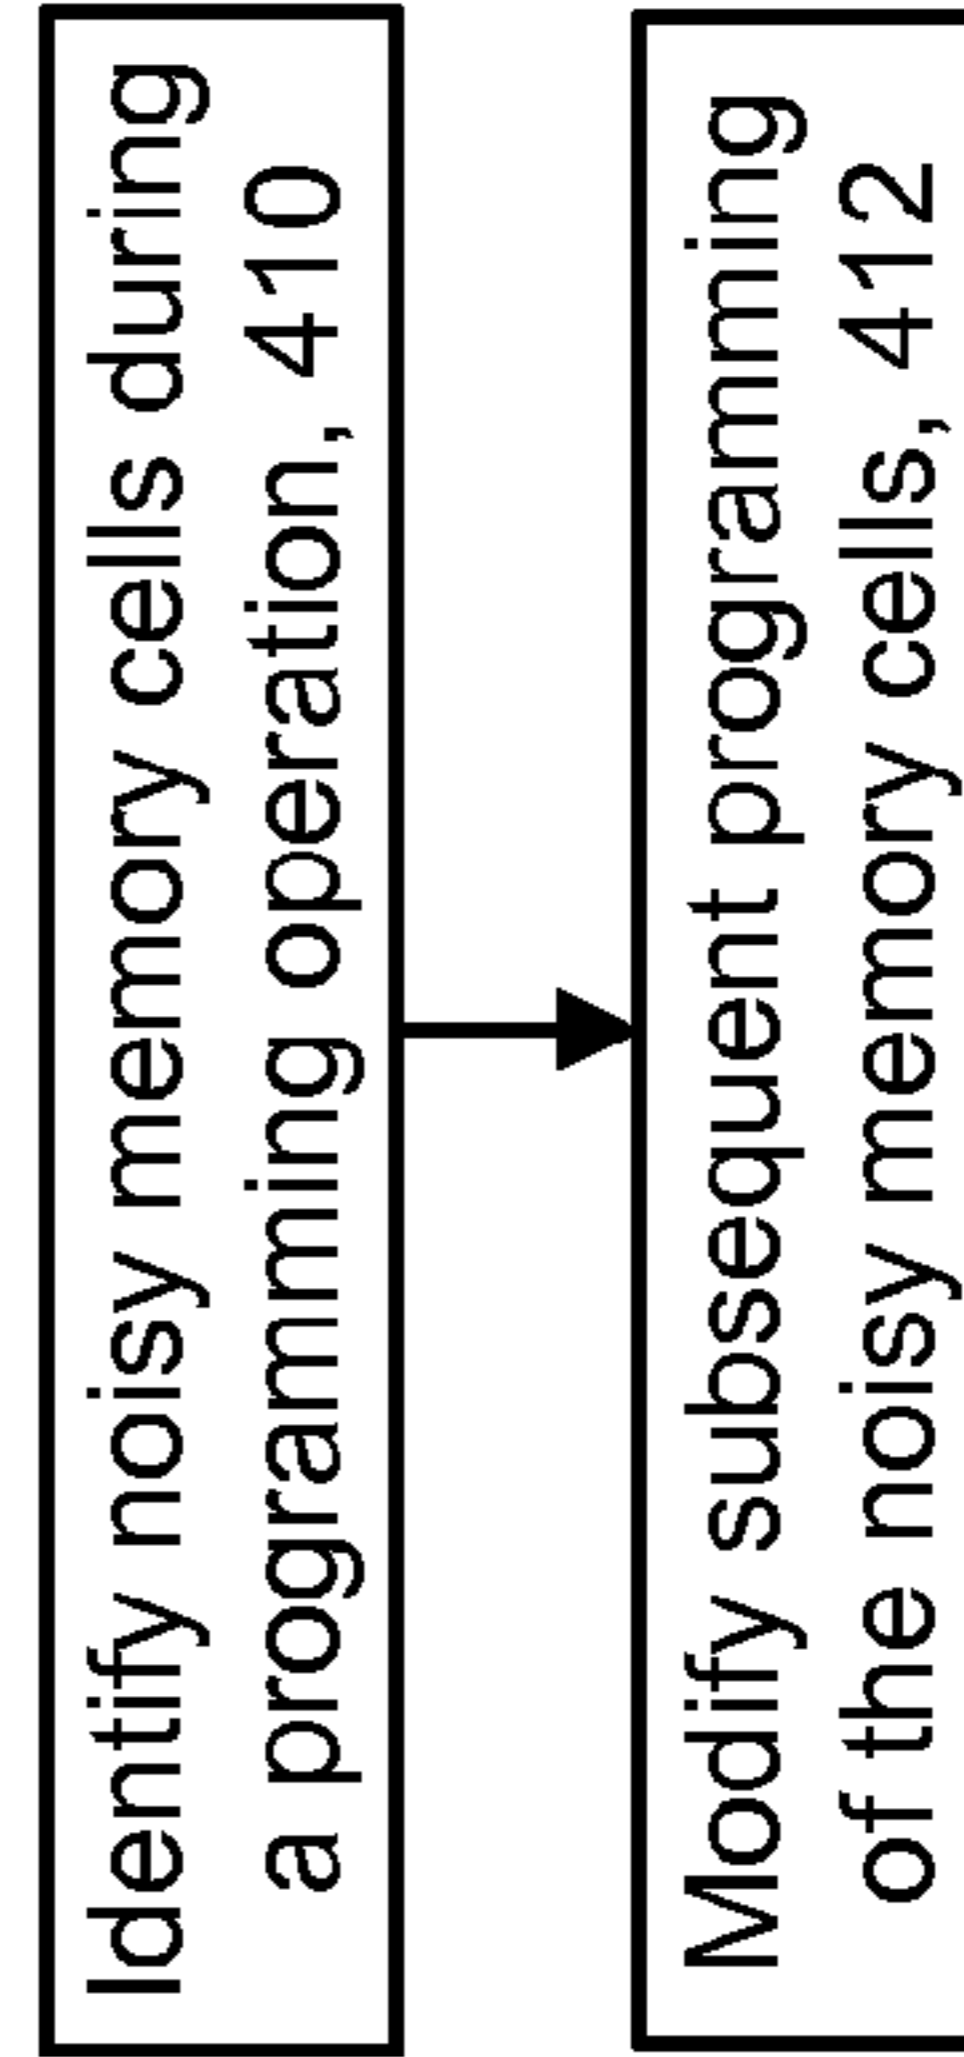 Identify noisy memory cells during
a programming operation, 410
Modify subsequent programming
of the noisy memory cells, 412